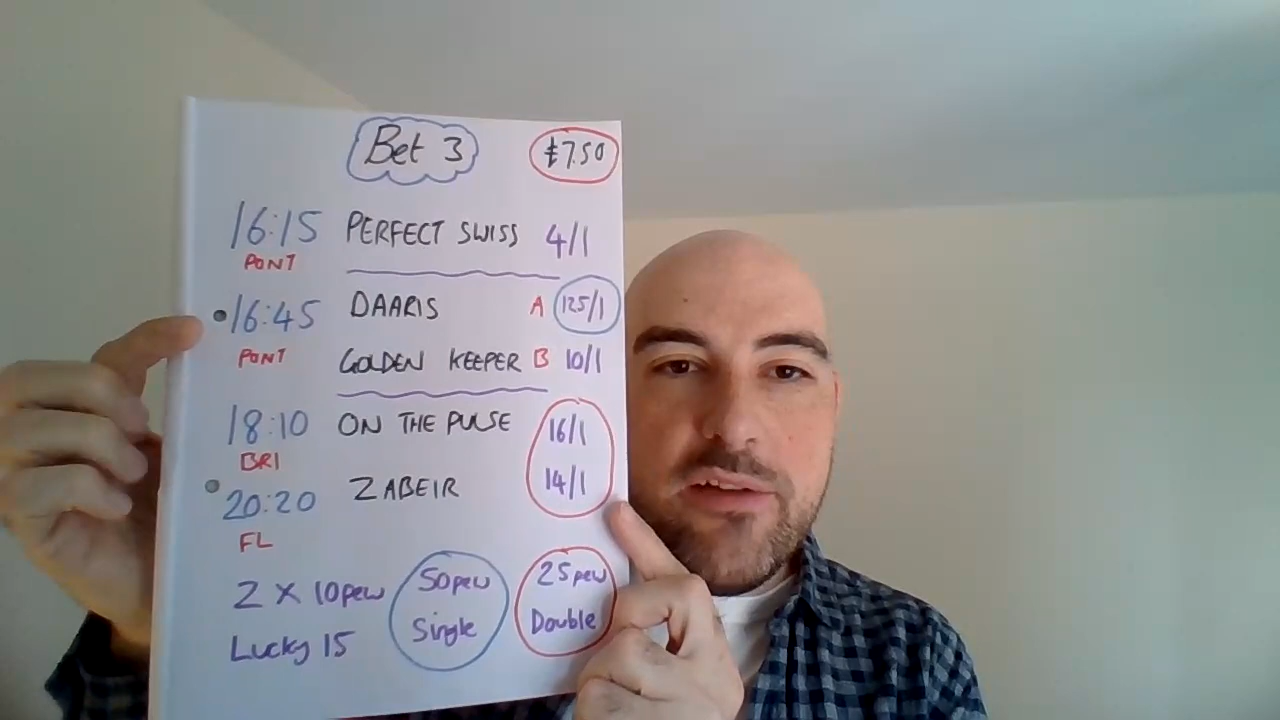 Bet 3 £7.50
16:15 PERFECT SWISS 4/1
PONT
16:45 DAARIS A 125/1
PONT GOLDEN KEEPER B 10/1
18:10 ON THE PULSE 16/1
BRI
20:20 ZABEIR 14/1
FL
2 X 10pew 50pew 25pew
Lucky 15 Single Double